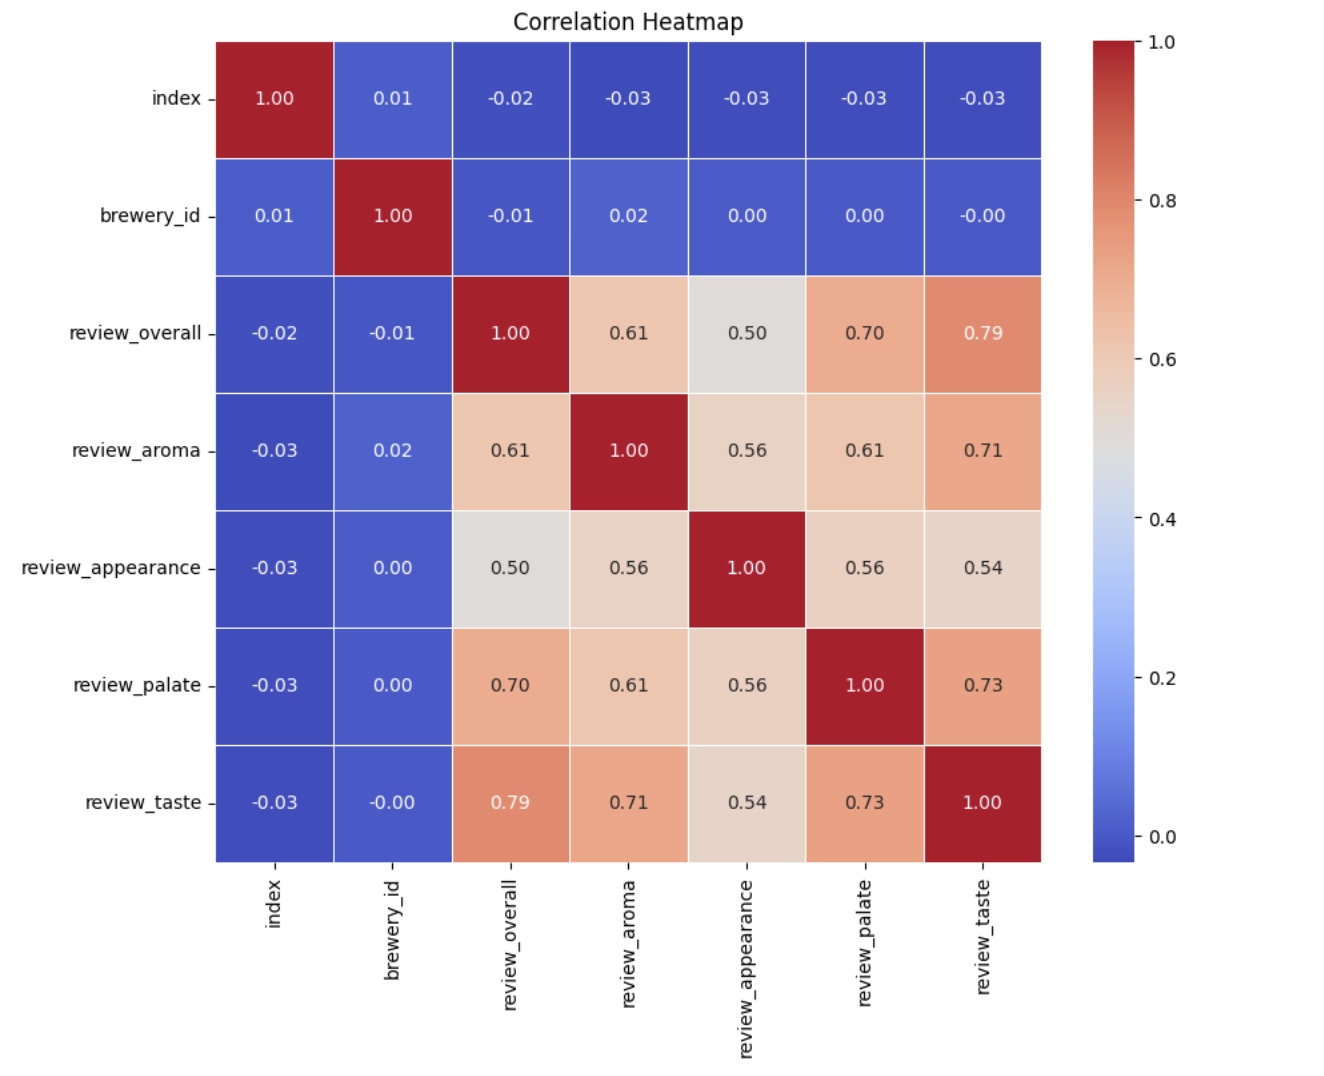 Correlation Heatmap
index 1.00 0.01 -0.02 -0.03 -0.03 -0.03 -0.03
brewery_id 0.01 1.00 -0.01 0.02 0.00 0.00 -0.00
review_overall -0.02 -0.01 1.00 0.61 0.50 0.70 0.79
review_aroma -0.03 0.02 0.61 1.00 0.56 0.61 0.71
review_appearance -0.03 0.00 0.50 0.56 1.00 0.56 0.54
review_palate -0.03 0.00 0.70 0.61 0.56 1.00 0.73
review_taste -0.03 -0.00 0.79 0.71 0.54 0.73 1.00
index
brewery_id
review_overall
review_aroma
review_appearance
review_palate
review_taste
1.0
0.8
0.6
0.4
0.2
0.0